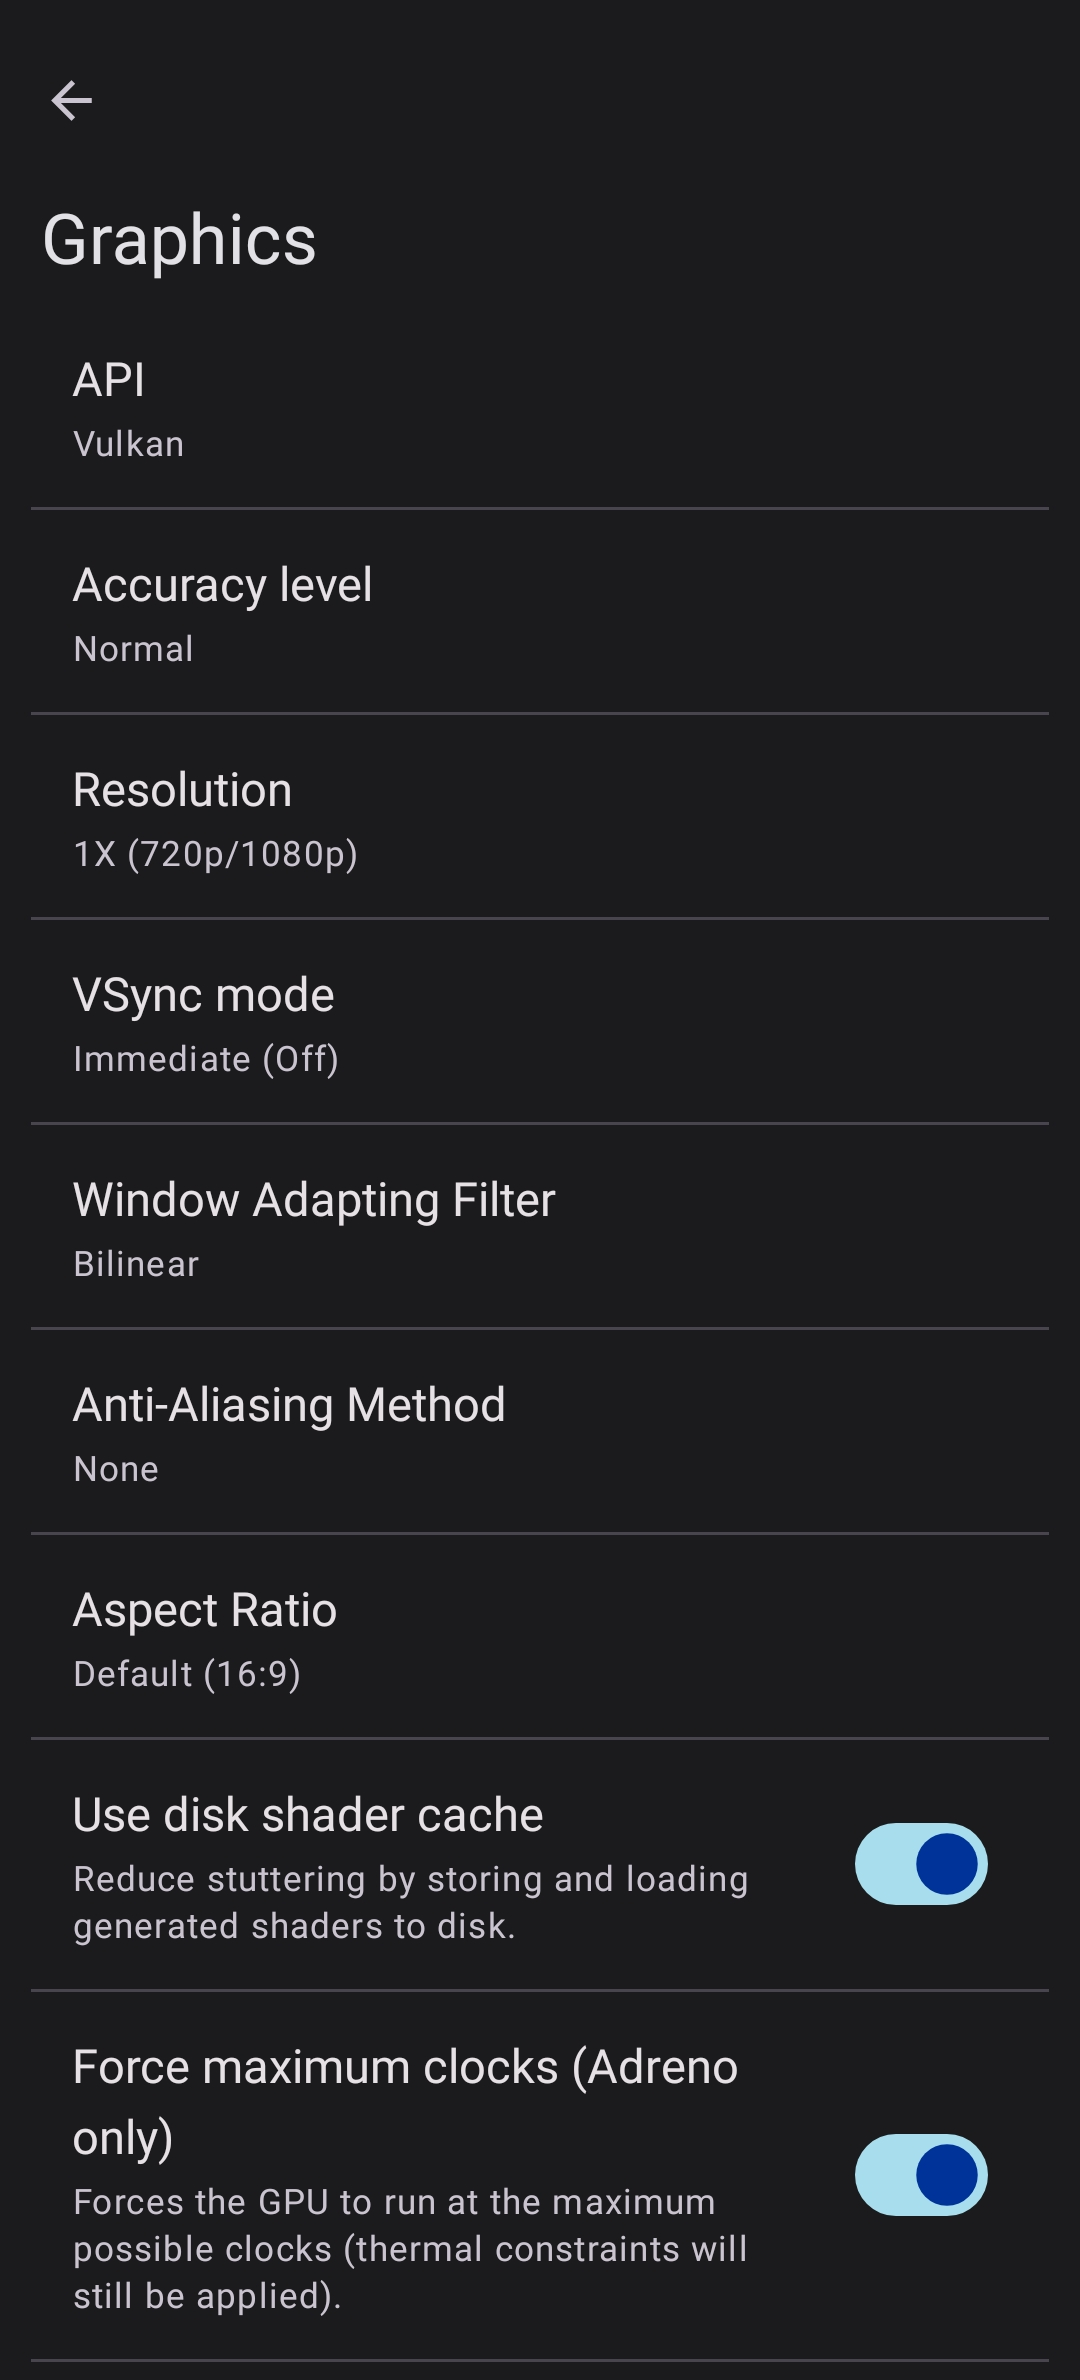 Graphics
API
Vulkan
Accuracy level
Normal
Resolution
1X (720p/1080p)
VSync mode
Immediate (Off)
Window Adapting Filter
Bilinear
Anti-Aliasing Method
None
Aspect Ratio
Default (16:9)
Use disk shader cache
Reduce stuttering by storing and loading
generated shaders to disk.
Force maximum clocks (Adreno
only)
Forces the GPU to run at the maximum
possible clocks (thermal constraints will
still be applied).